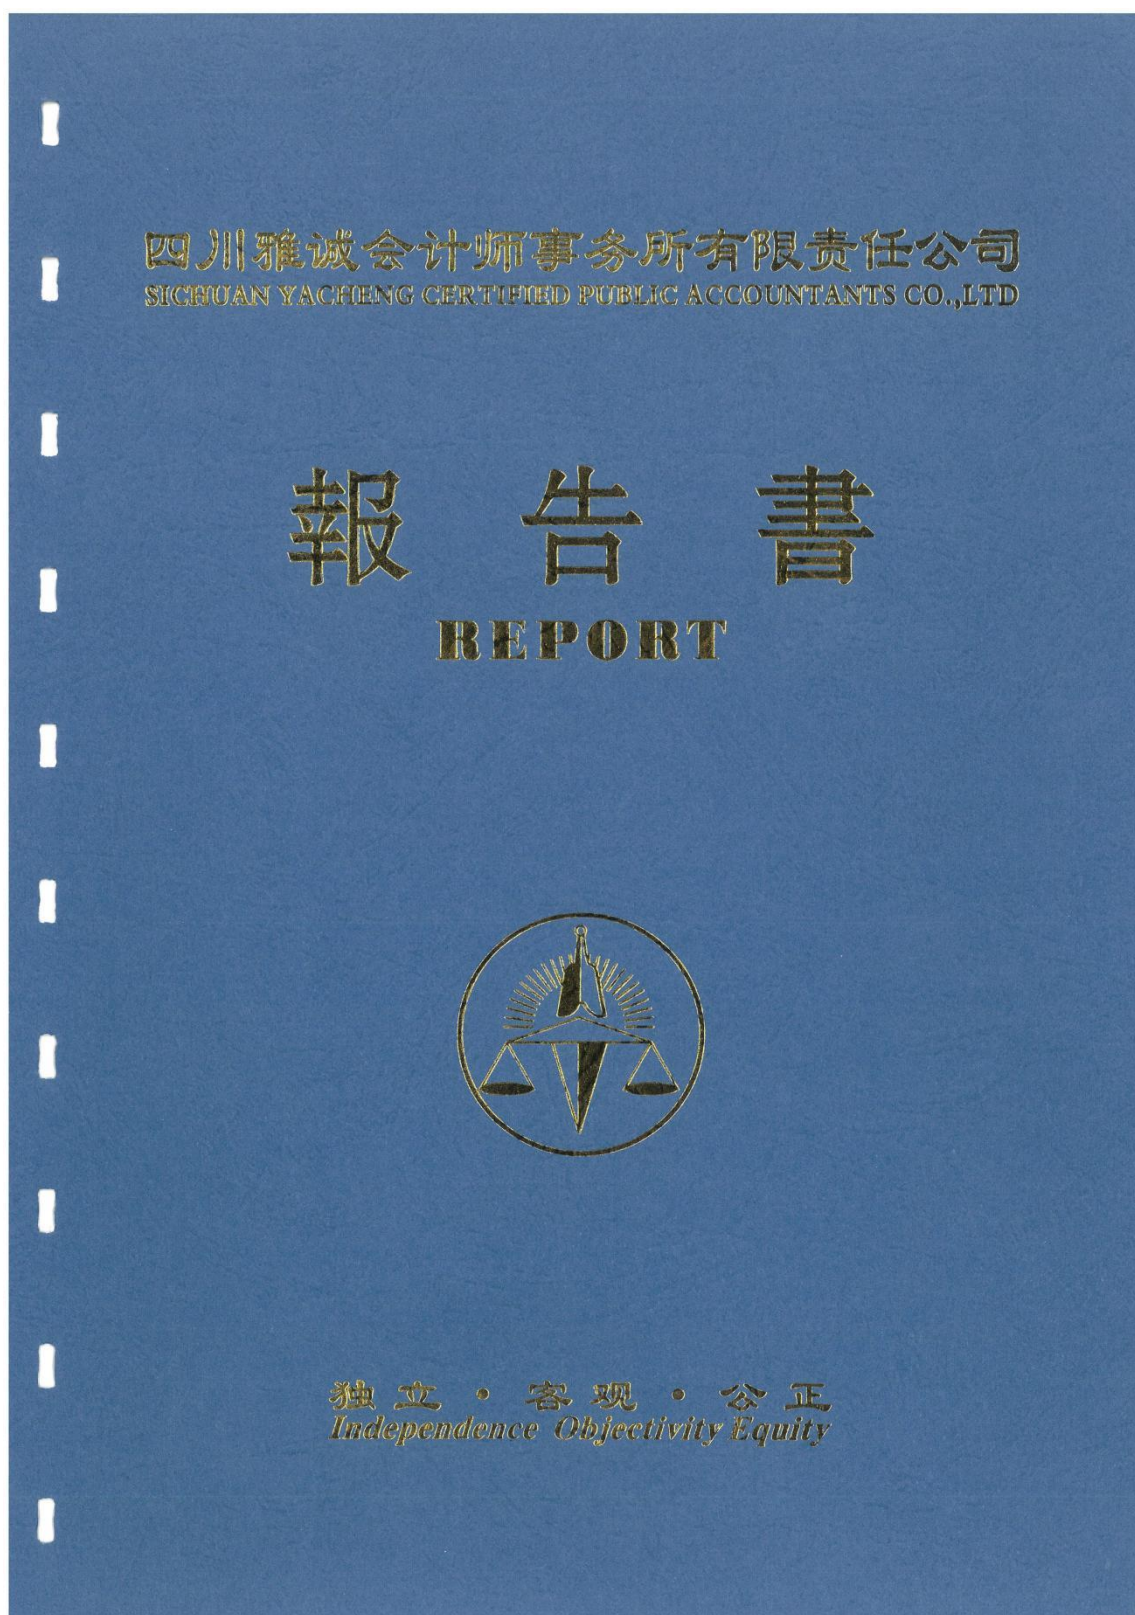 四川雅诚会计师事务所有限责任公司
SICHUAN YACHENG CERTIFIED PUBLIC ACCOUNTANTS CO.,LTD
報告書
REPORT
独立·客观·公正
Independence Objectivity Equity